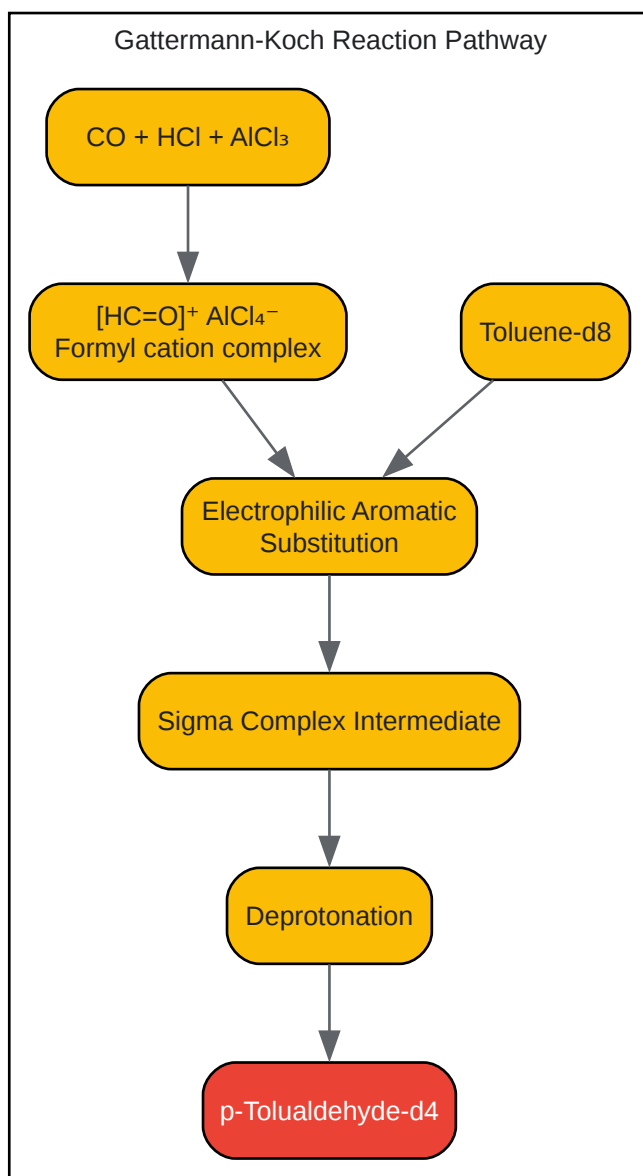 Gattermann-Koch Reaction Pathway
CO + HCl + AlCl₃
[HC=O]⁺ AlCl₄⁻
Formyl cation complex
Toluene-d8
Electrophilic Aromatic
Substitution
Sigma Complex Intermediate
Deprotonation
p-Tolualdehyde-d4